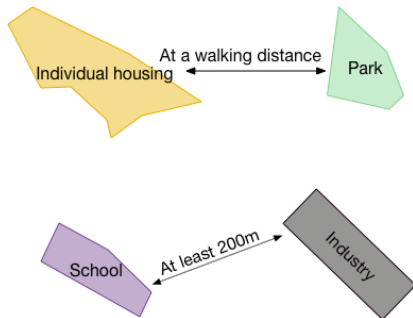 At a walking distance
Individual housing
Park
At least 200m
Industry
School